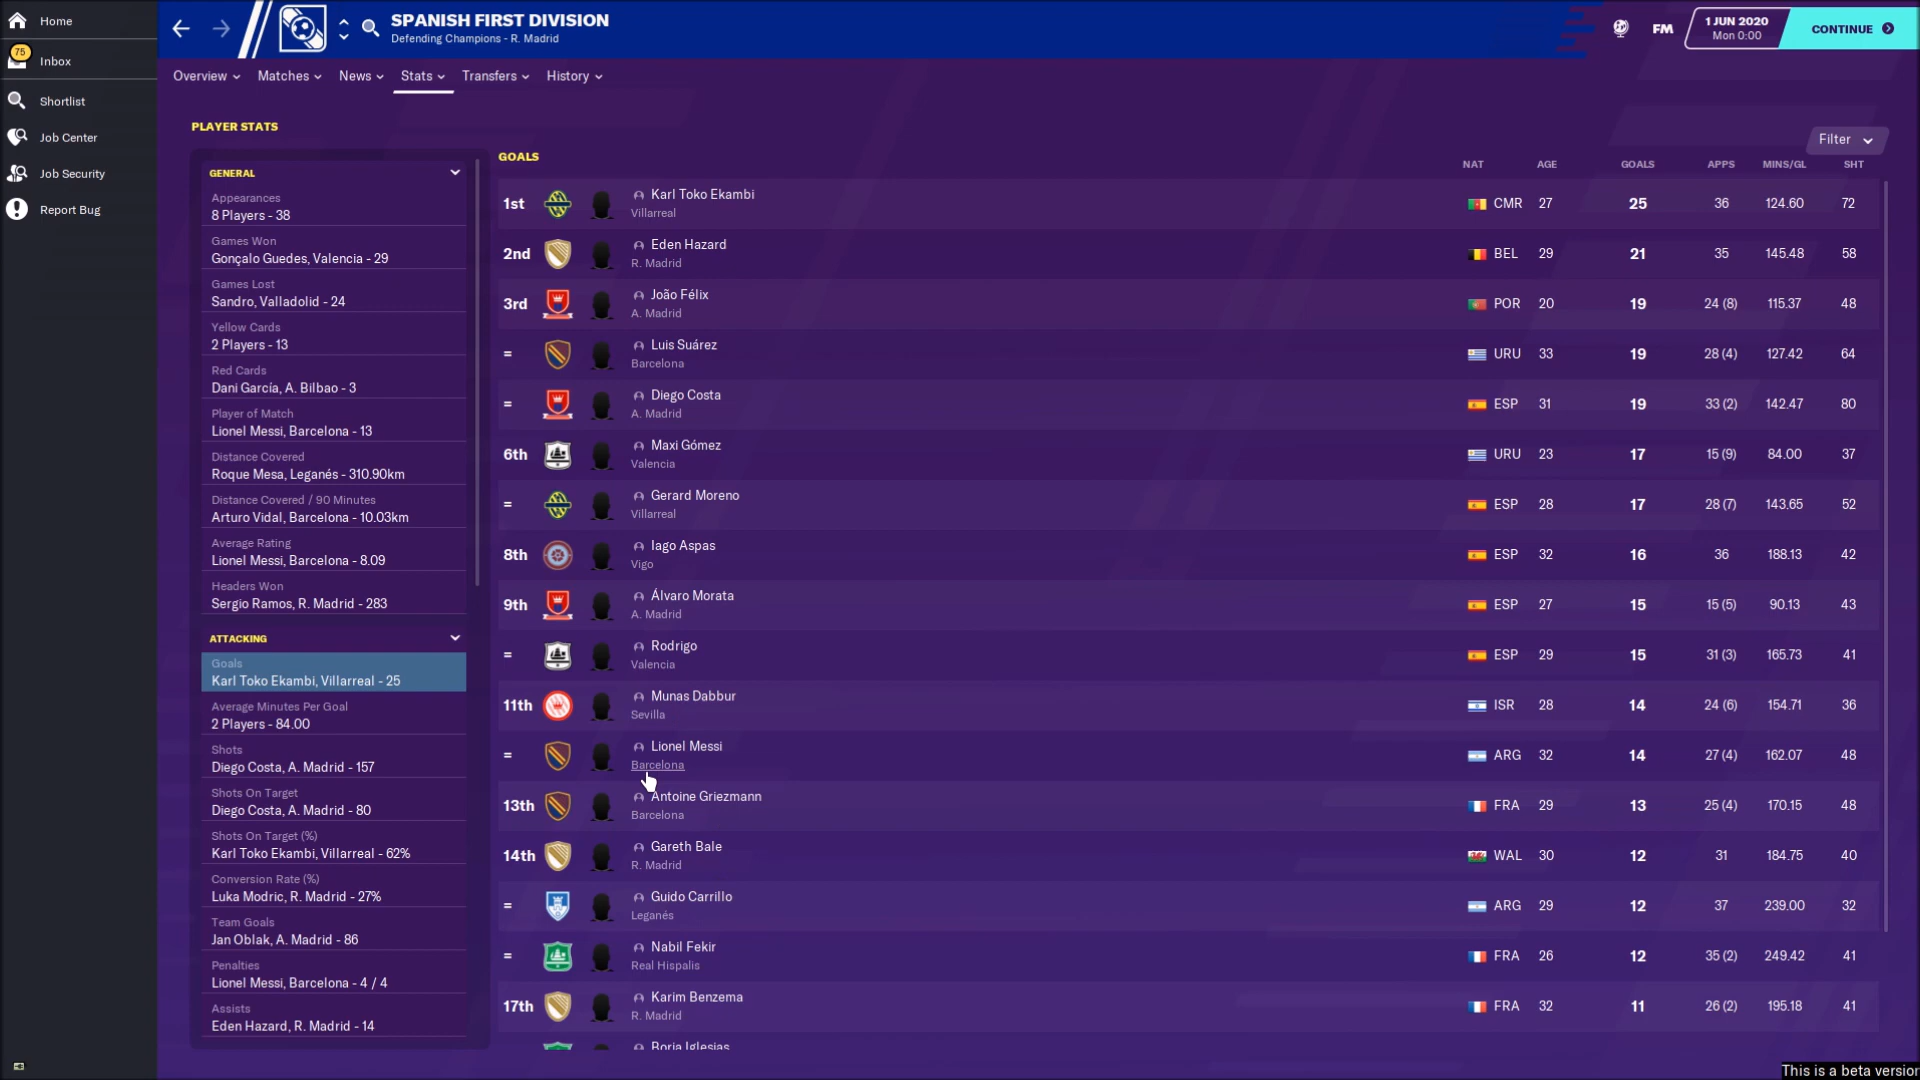 Home
75
Inbox
Shortlist
Job Center
Job Security
Report Bug
SPANISH FIRST DIVISION
Defending Champions - R. Madrid
FM
1 JUN 2020
Mon 0:00
CONTINUE
Overview
Matches
News
Stats
Transfers
History
PLAYER STATS
Filter
GENERAL
Appearances
8 Players - 38
Games Won
Gonçalo Guedes, Valencia - 29
Games Lost
Sandro, Valladolid - 24
Yellow Cards
2 Players - 13
Red Cards
Dani García, A. Bilbao - 3
Player of Match
Lionel Messi, Barcelona - 13
Distance Covered
Roque Mesa, Leganés - 310.90km
Distance Covered / 90 Minutes
Arturo Vidal, Barcelona - 10.03km
Average Rating
Lionel Messi, Barcelona - 8.09
Headers Won
Sergio Ramos, R. Madrid - 283
ATTACKING
Goals
Karl Toko Ekambi, Villarreal - 25
Average Minutes Per Goal
2 Players - 84.00
Shots
Diego Costa, A. Madrid - 157
Shots On Target
Diego Costa, A. Madrid - 80
Shots On Target (%)
Karl Toko Ekambi, Villarreal - 62%
Conversion Rate (%)
Luka Modric, R. Madrid - 27%
Team Goals
Jan Oblak, A. Madrid - 86
Penalties
Lionel Messi, Barcelona - 4 / 4
Assists
Eden Hazard, R. Madrid - 14
GOALS
NAT AGE GOALS APPS MINS/GL SHT
1st Karl Toko Ekambi CMR 27 25 36 124.60 72
Villarreal
2nd Eden Hazard BEL 29 21 35 145.48 58
R. Madrid
3rd João Félix POR 20 19 24 (8) 115.37 48
A. Madrid
= Luis Suárez URU 33 19 28 (4) 127.42 64
Barcelona
= Diego Costa ESP 31 19 33 (2) 142.47 80
A. Madrid
6th Maxi Gómez URU 23 17 15 (9) 84.00 37
Valencia
= Gerard Moreno ESP 28 17 28 (7) 143.65 52
Villarreal
8th Iago Aspas ESP 32 16 36 188.13 42
Vigo
9th Álvaro Morata ESP 27 15 15 (5) 90.13 43
A. Madrid
= Rodrigo ESP 29 15 31 (3) 165.73 41
Valencia
11th Munas Dabbur ISR 28 14 24 (6) 154.71 36
Sevilla
= Lionel Messi ARG 32 14 27 (4) 162.07 48
Barcelona
13th Antoine Griezmann FRA 29 13 25 (4) 170.15 48
Barcelona
14th Gareth Bale WAL 30 12 31 184.75 40
R. Madrid
= Guido Carrillo ARG 29 12 37 239.00 32
Leganés
= Nabil Fekir FRA 26 12 35 (2) 249.42 41
Real Hispalis
17th Karim Benzema FRA 32 11 26 (2) 195.18 41
R. Madrid
Borja Iglesias
This is a beta version